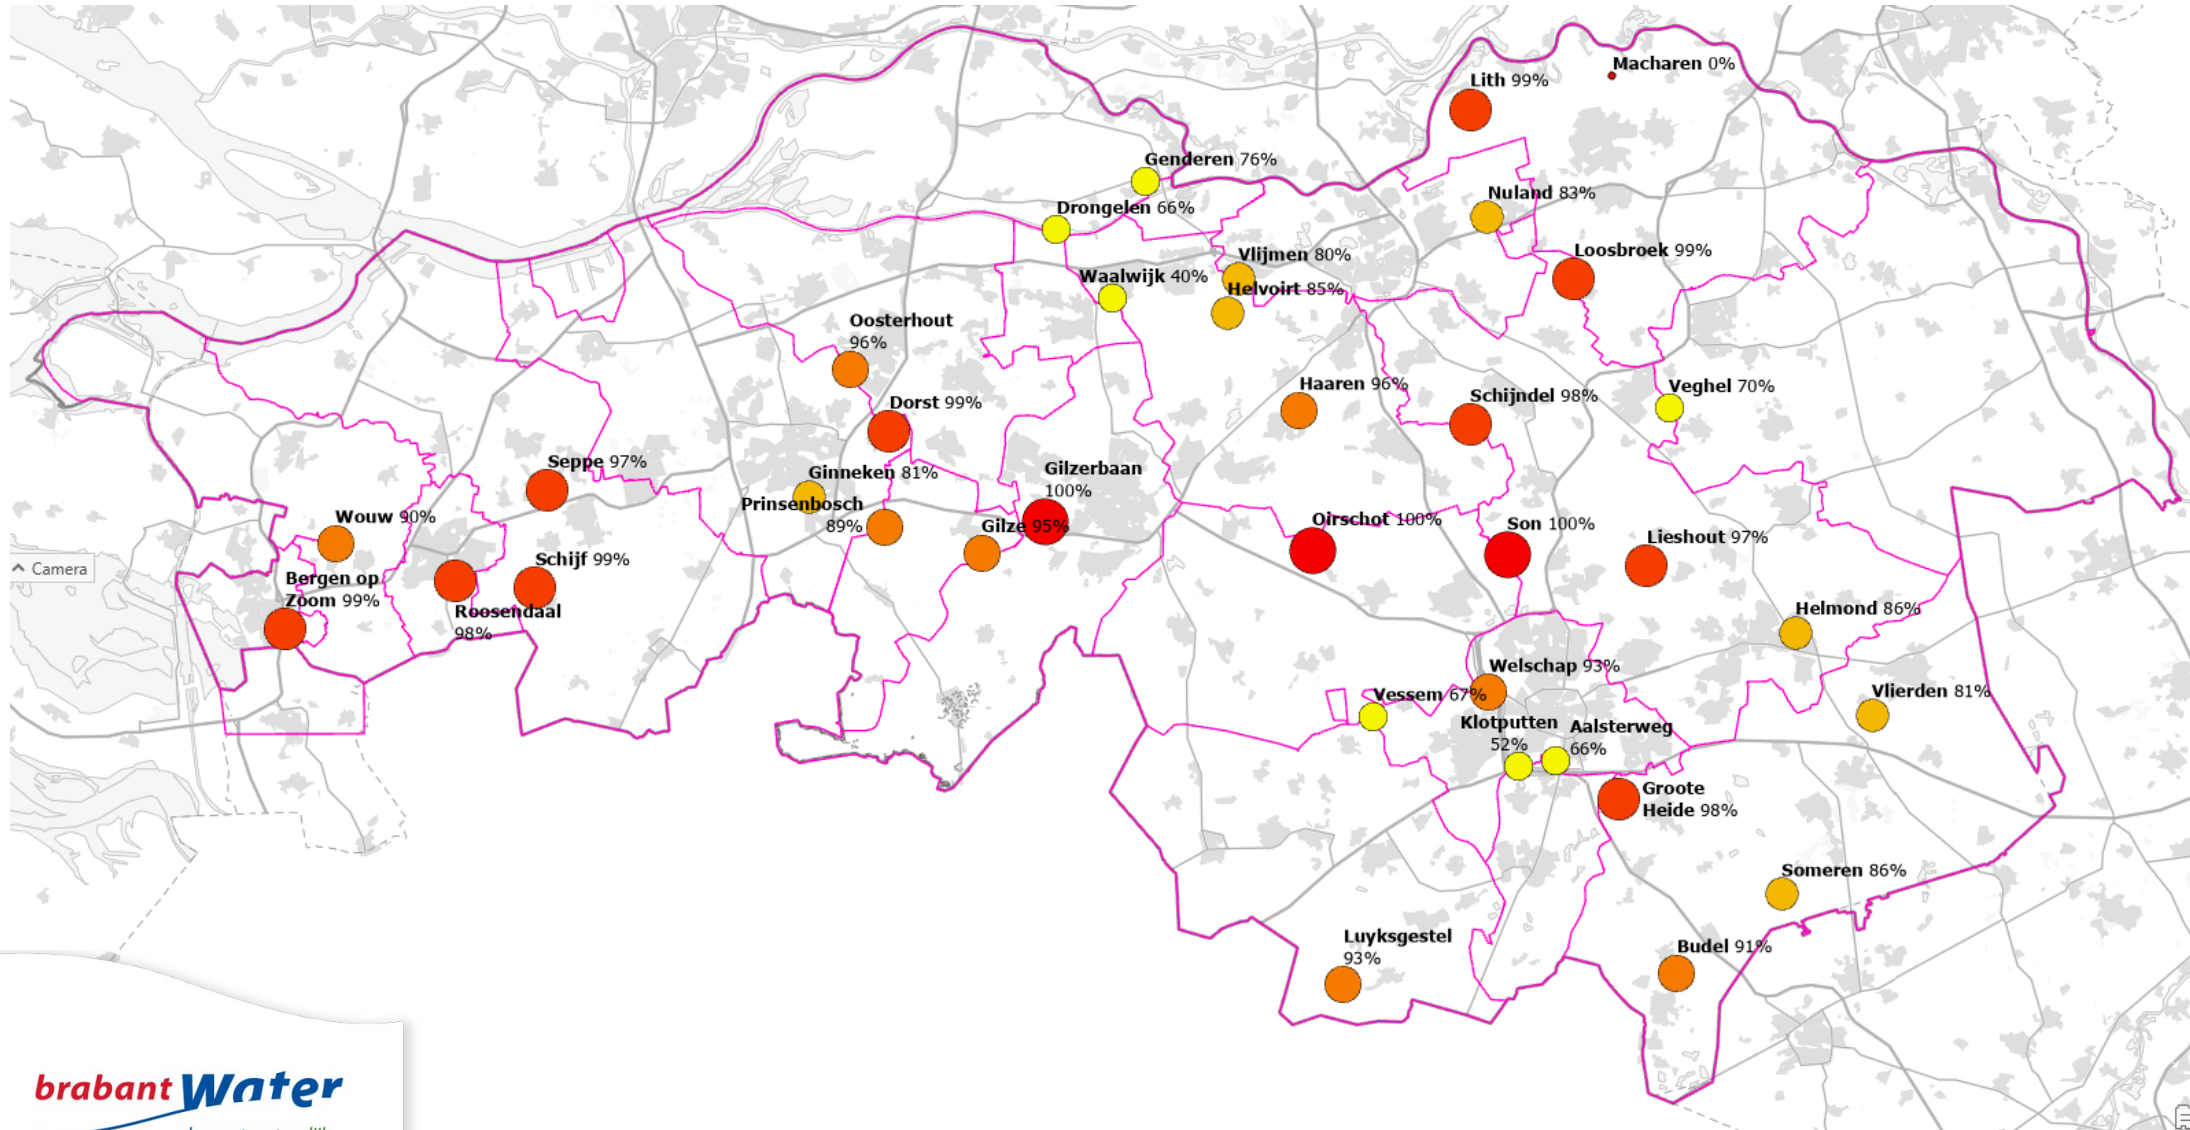 Macharen 0%
Lith 99%
Genderen 76%
Nuland 83%
Drongelen 66%
Loosbroek 99%
Vlijmen 80%
Waalwijk 40%
Helvoirt 85%
Oosterhout
96%
Haaren 96%
Veghel 70%
Schijndel 98%
Dorst 99%
Seppe 97%
Ginneken 81%
Gilzerbaan
100%
Prinsenbosch
89%
Wouw 90%
Gilze 95%
Oirschot 100%
Son 100%
Lieshout 97%
Schijf 99%
Camera
Bergen op
Zoom 99%
Roosendaal
98%
Helmond 86%
Welschap 93%
Vessem 67%
Vlierden 81%
Klotputten
52%
Aalsterweg
66%
Groote
Heide 98%
Someren 86%
Luyksgestel
93%
Budel 91%
brabant Water